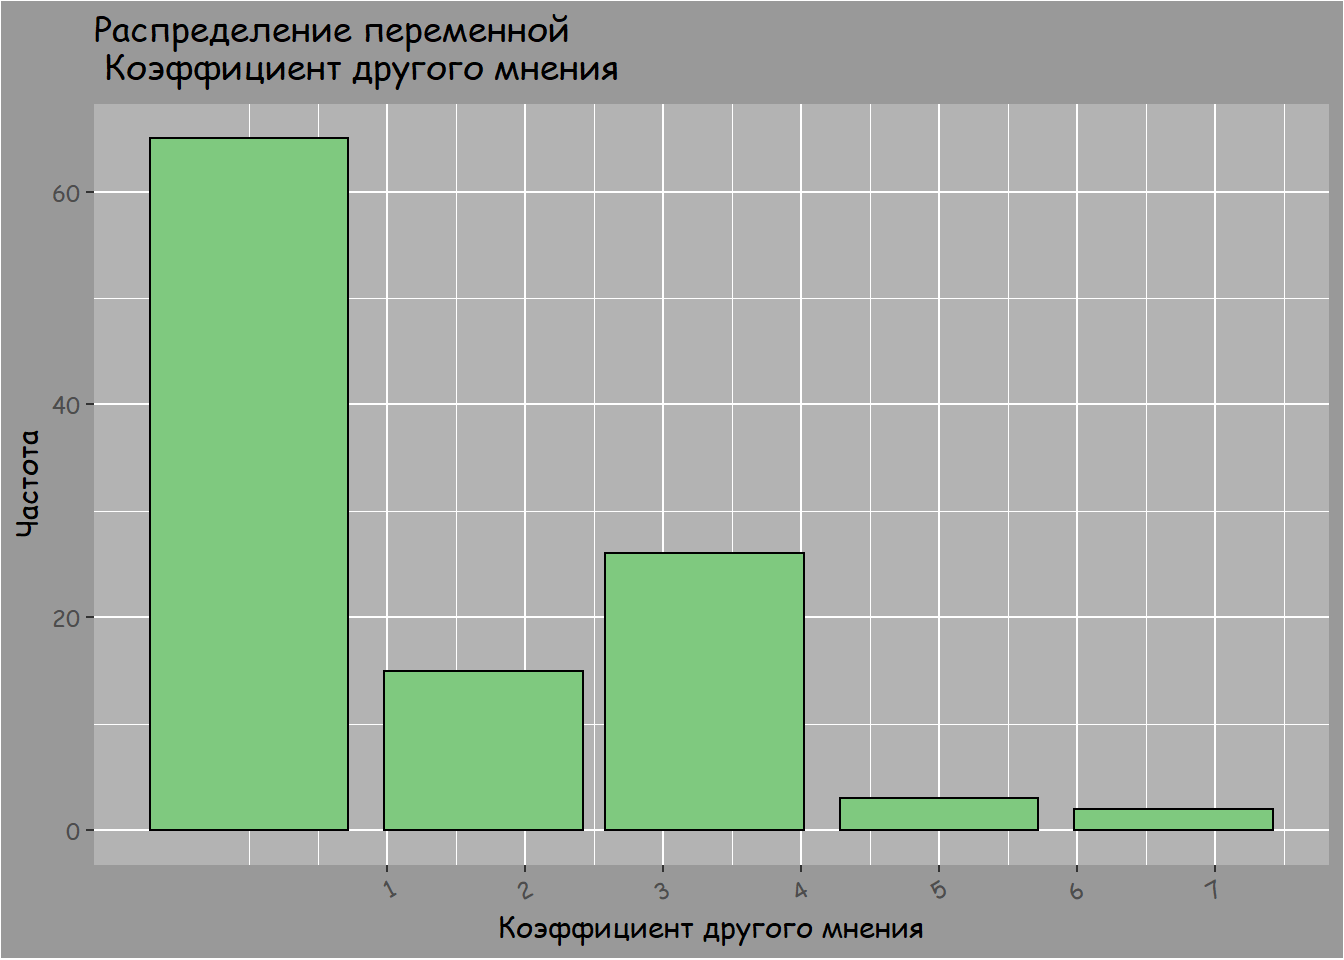 Распределение переменной
Коэффициент другого мнения
60
40
20
0
Частота
1 2 3 4 5 6 7
Коэффициент другого мнения